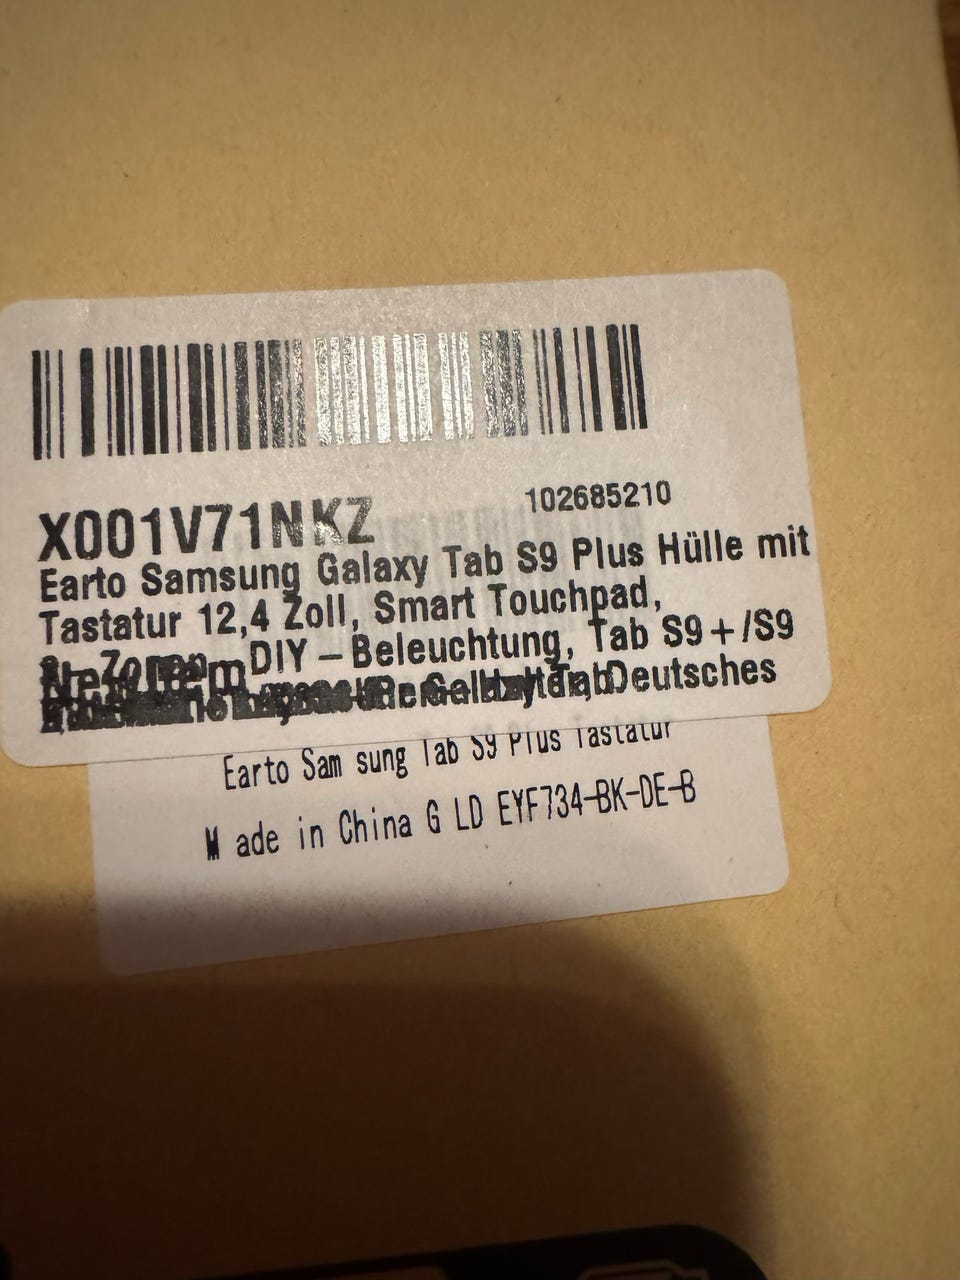 X001V71NKZ
102685210
Earto Samsung Galaxy Tab S9 Plus Hülle mit
Tastatur 12,4 Zoll, Smart Touchpad,
DIY – Beleuchtung, Tab S9+/S9
Deutsches
Earto Sam sung Tab S9 Plus Tastatur
M ade in China G LD EYF734-BK-DE-B